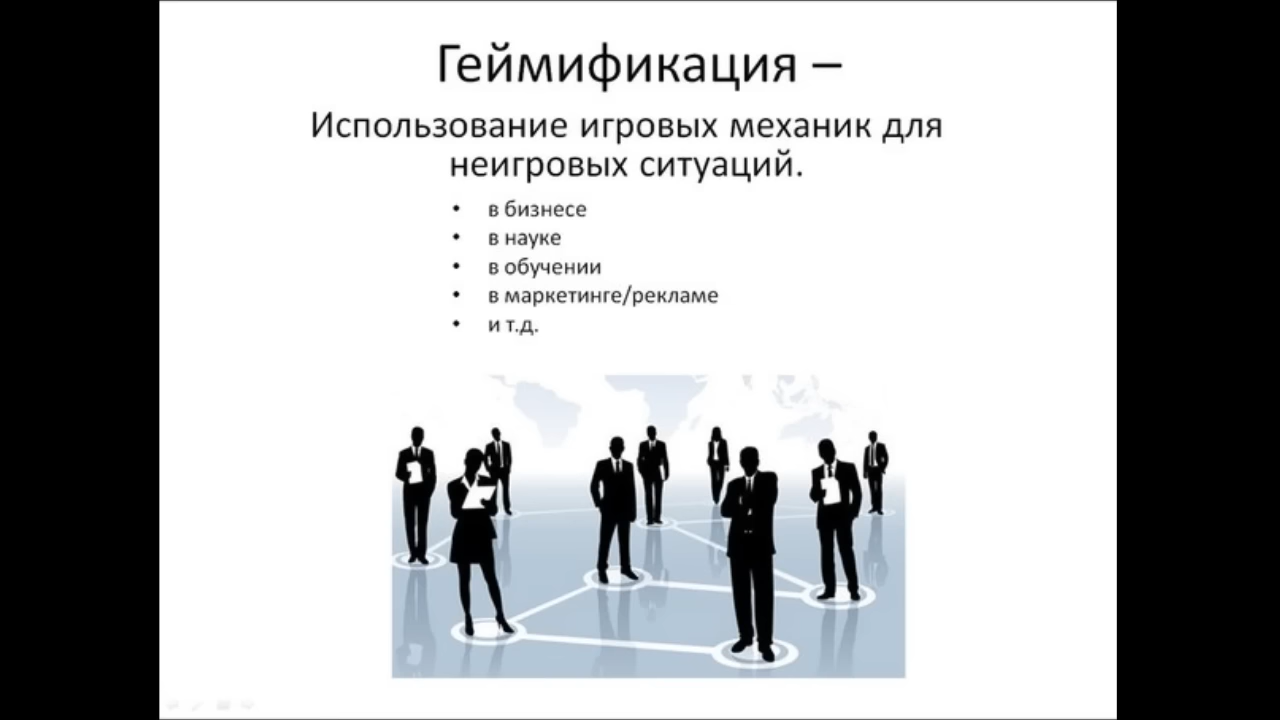 Геймификация –
Использование игровых механик для
неигровых ситуаций.
• в бизнесе
• в науке
• в обучении
• в маркетинге/рекламе
• и т.д.